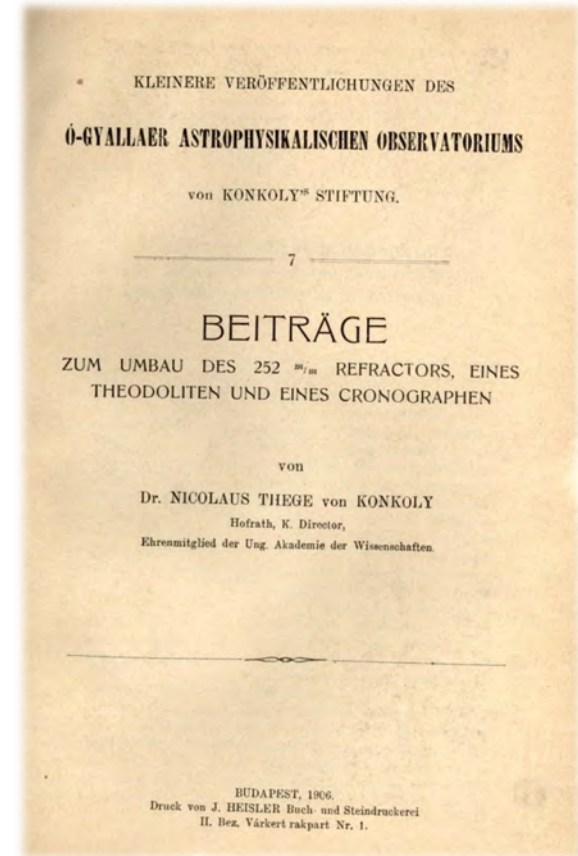 KLEINERE VERÖFFENTLICHUNGEN DES
Ó-GYALLAER ASTROPHYSIKALISCHEN OBSERVATORIUMS
von KONKOLY'S STIFTUNG.
7
BEITRÄGE
ZUM UMBAU DES 252 m/m REFRACTORS, EINES
THEODOLITEN UND EINES CRONOGRAPHEN
von
Dr. NICOLAUS THEGE von KONKOLY
Hofrath, K. Director,
Ehrenmitglied der Ung. Akademie der Wissenschaften.
BUDAPEST, 1906.
Druck von J. HEISLER Buch- und Steindruckerei
II. Bez. Várkert rakpart Nr. 1.